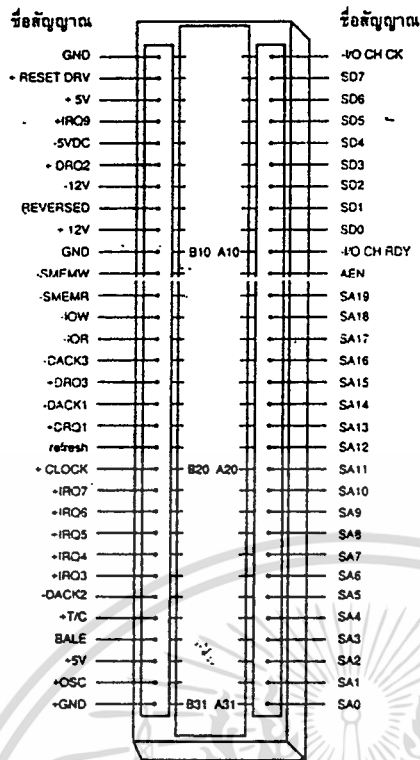 ชื่อสัญญาณ ชื่อสัญญาณ
GND -I/O CH CK
+ RESET DRV SD7
+ 5V SD6
+IRQ9 SD5
-5VDC SD4
+ DRQ2 SD3
-12V SD2
REVERSED SD1
+ 12V SD0
GND B10 A10 -I/O CH RDY
-SMEMW AEN
-SMEMR SA19
-IOW SA18
-IOR SA17
-DACK3 SA16
+DRQ3 SA15
+DACK1 SA14
+DRQ1 SA13
refresh SA12
+ CLOCK B20 A20 SA11
+IRQ7 SA10
+IRQ6 SA9
+IRQ5 SA8
+IRQ4 SA7
+IRQ3 SA6
-DACK2 SA5
+T/C SA4
BALE SA3
+5V SA2
+OSC SA1
+GND B31 A31 SA0